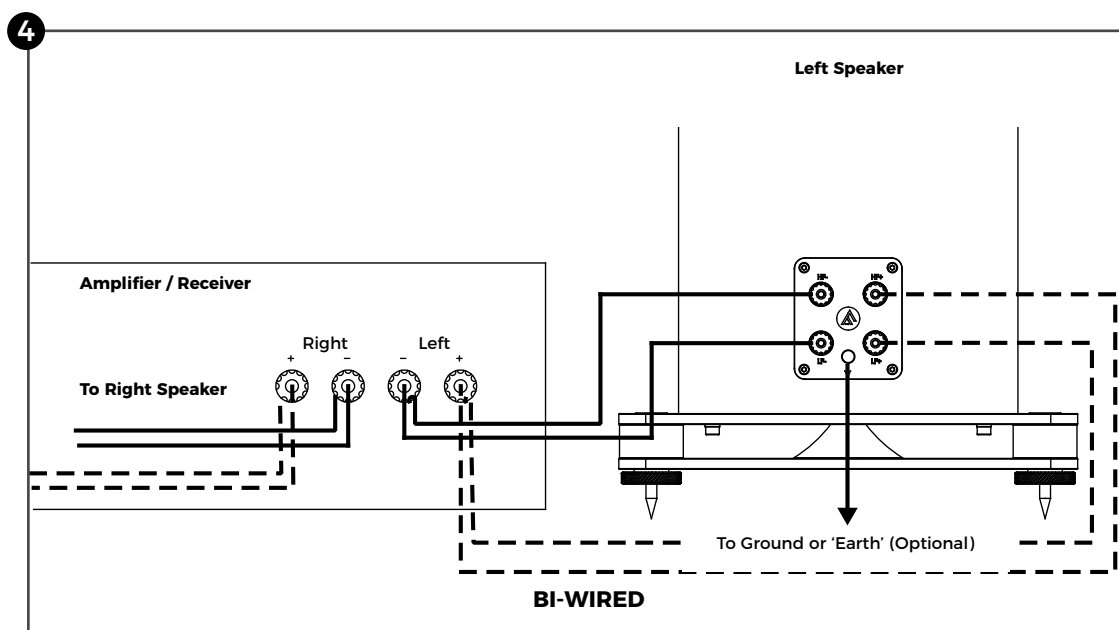 4
Left Speaker
HF- HF+
LF- LF+
Amplifier / Receiver
Right Left
+ – – +
To Right Speaker
To Ground or ‘Earth’ (Optional)
BI-WIRED